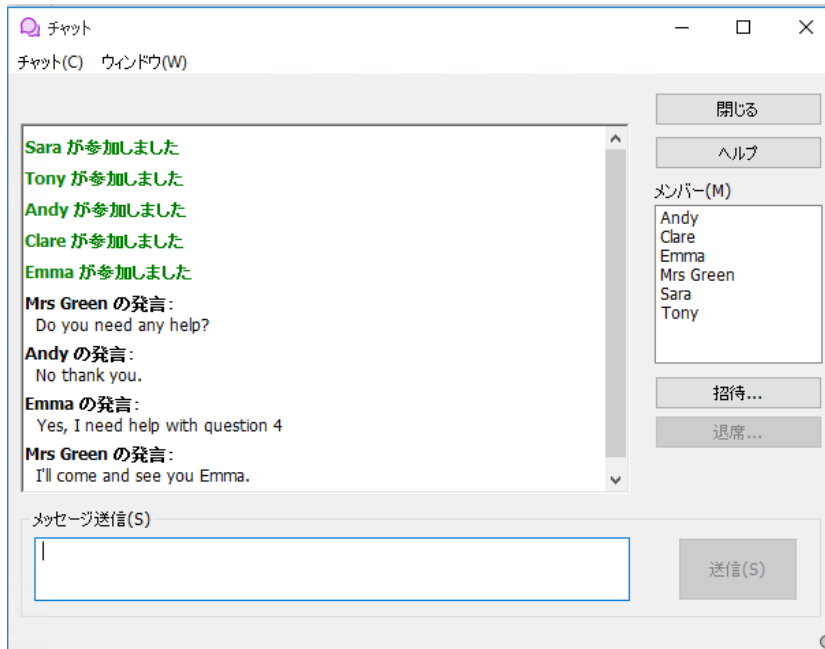 チャット
チャット(C) ウィンドウ(W)
Sara が参加しました
Tony が参加しました
Andy が参加しました
Clare が参加しました
Emma が参加しました
Mrs Green の発言:
Do you need any help?
Andy の発言:
No thank you.
Emma の発言:
Yes, I need help with question 4
Mrs Green の発言:
I'll come and see you Emma.
閉じる
ヘルプ
メンバー(M)
Andy
Clare
Emma
Mrs Green
Sara
Tony
招待...
退席...
メッセージ送信(S)
送信(S)